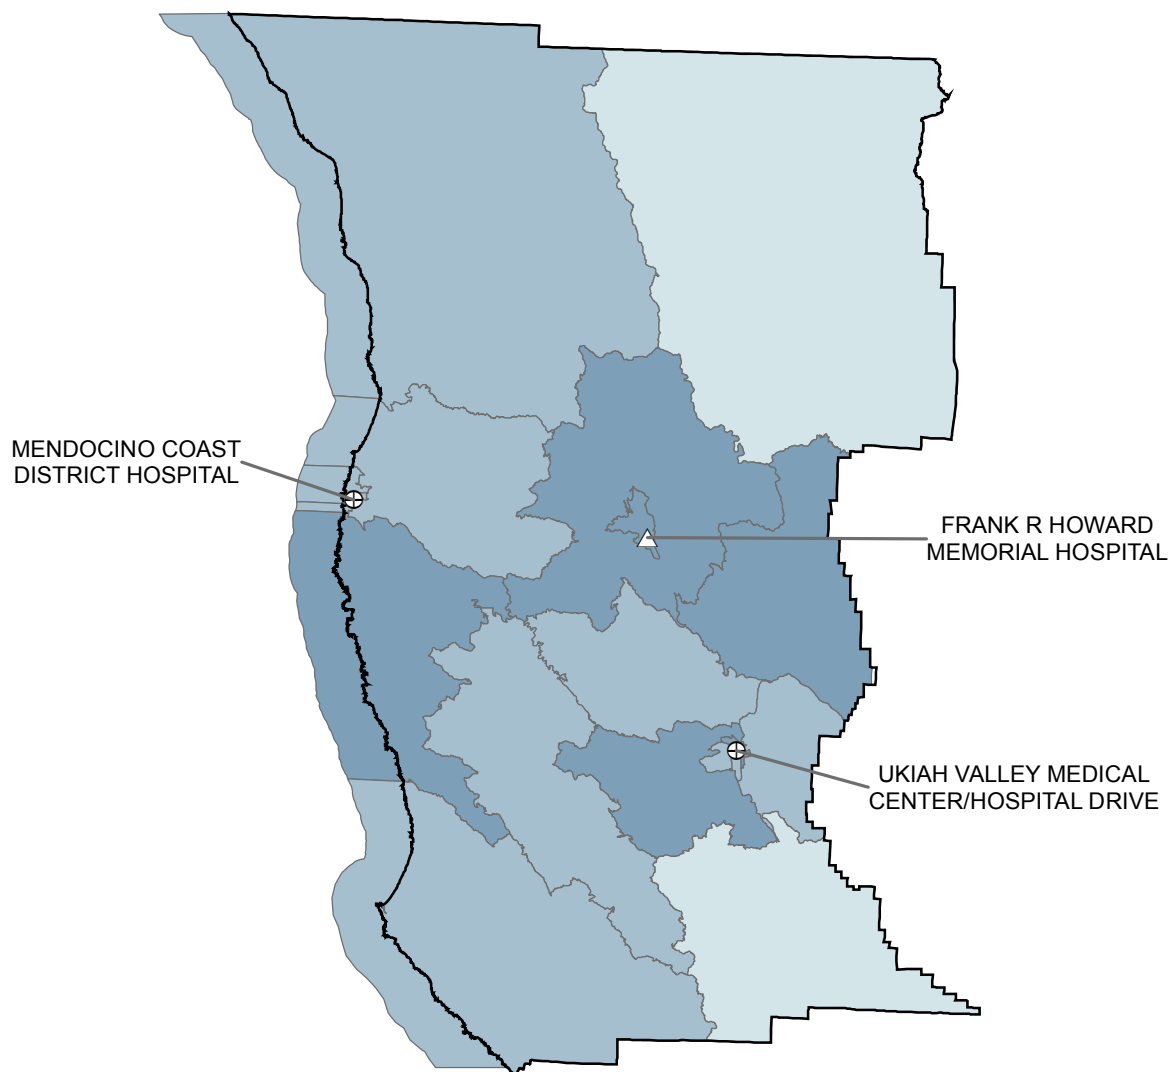 MENDOCINO COAST
DISTRICT HOSPITAL
FRANK R HOWARD
MEMORIAL HOSPITAL
UKIAH VALLEY MEDICAL
CENTER/HOSPITAL DRIVE